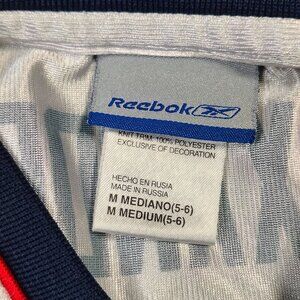 Reebok
KNIT TRIM: 100% POLYESTER
EXCLUSIVE OF DECORATION
HECHO EN RUSIA
MADE IN RUSSIA
M MEDIANO(5-6)
M MEDIUM(5-6)